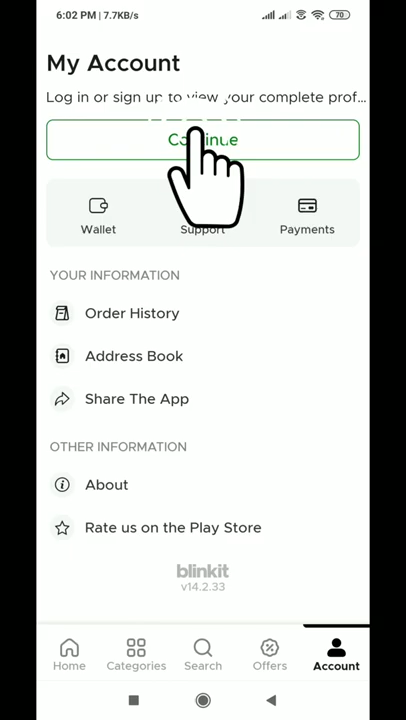 6:02 PM | 7.7KB/s
70
My Account
Log in or sign up to view your complete prof...
Continue
Wallet
Support
Payments
YOUR INFORMATION
Order History
Address Book
Share The App
OTHER INFORMATION
About
Rate us on the Play Store
blinkit
v14.2.33
Home
Categories
Search
Offers
Account